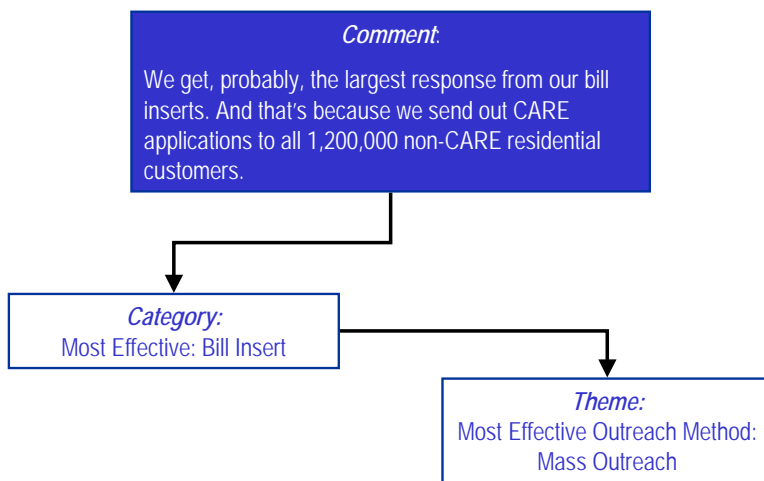 Comment:
We get, probably, the largest response from our bill
inserts. And that's because we send out CARE
applications to all 1,200,000 non-CARE residential
customers.
Category:
Most Effective: Bill Insert
Theme:
Most Effective Outreach Method:
Mass Outreach